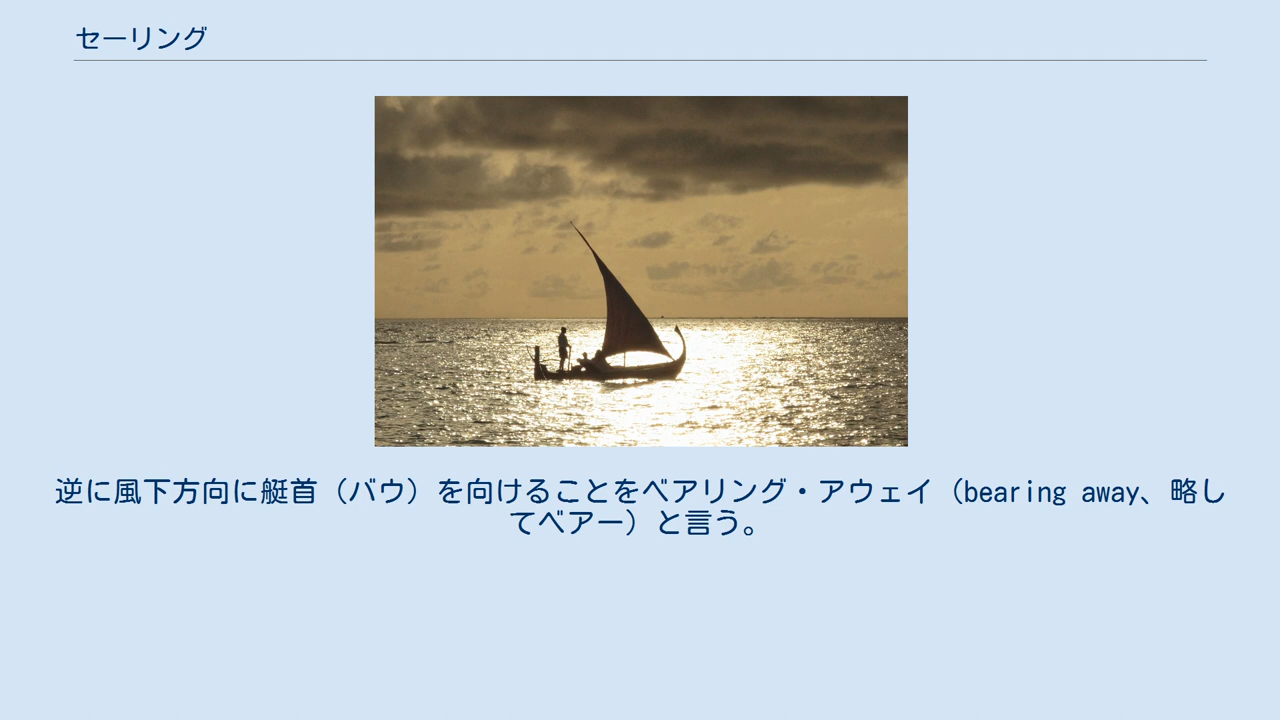 セーリング
逆に風下方向に艇首（バウ）を向けることをベアリング・アウェイ（bearing away、略し
てベアー）と言う。